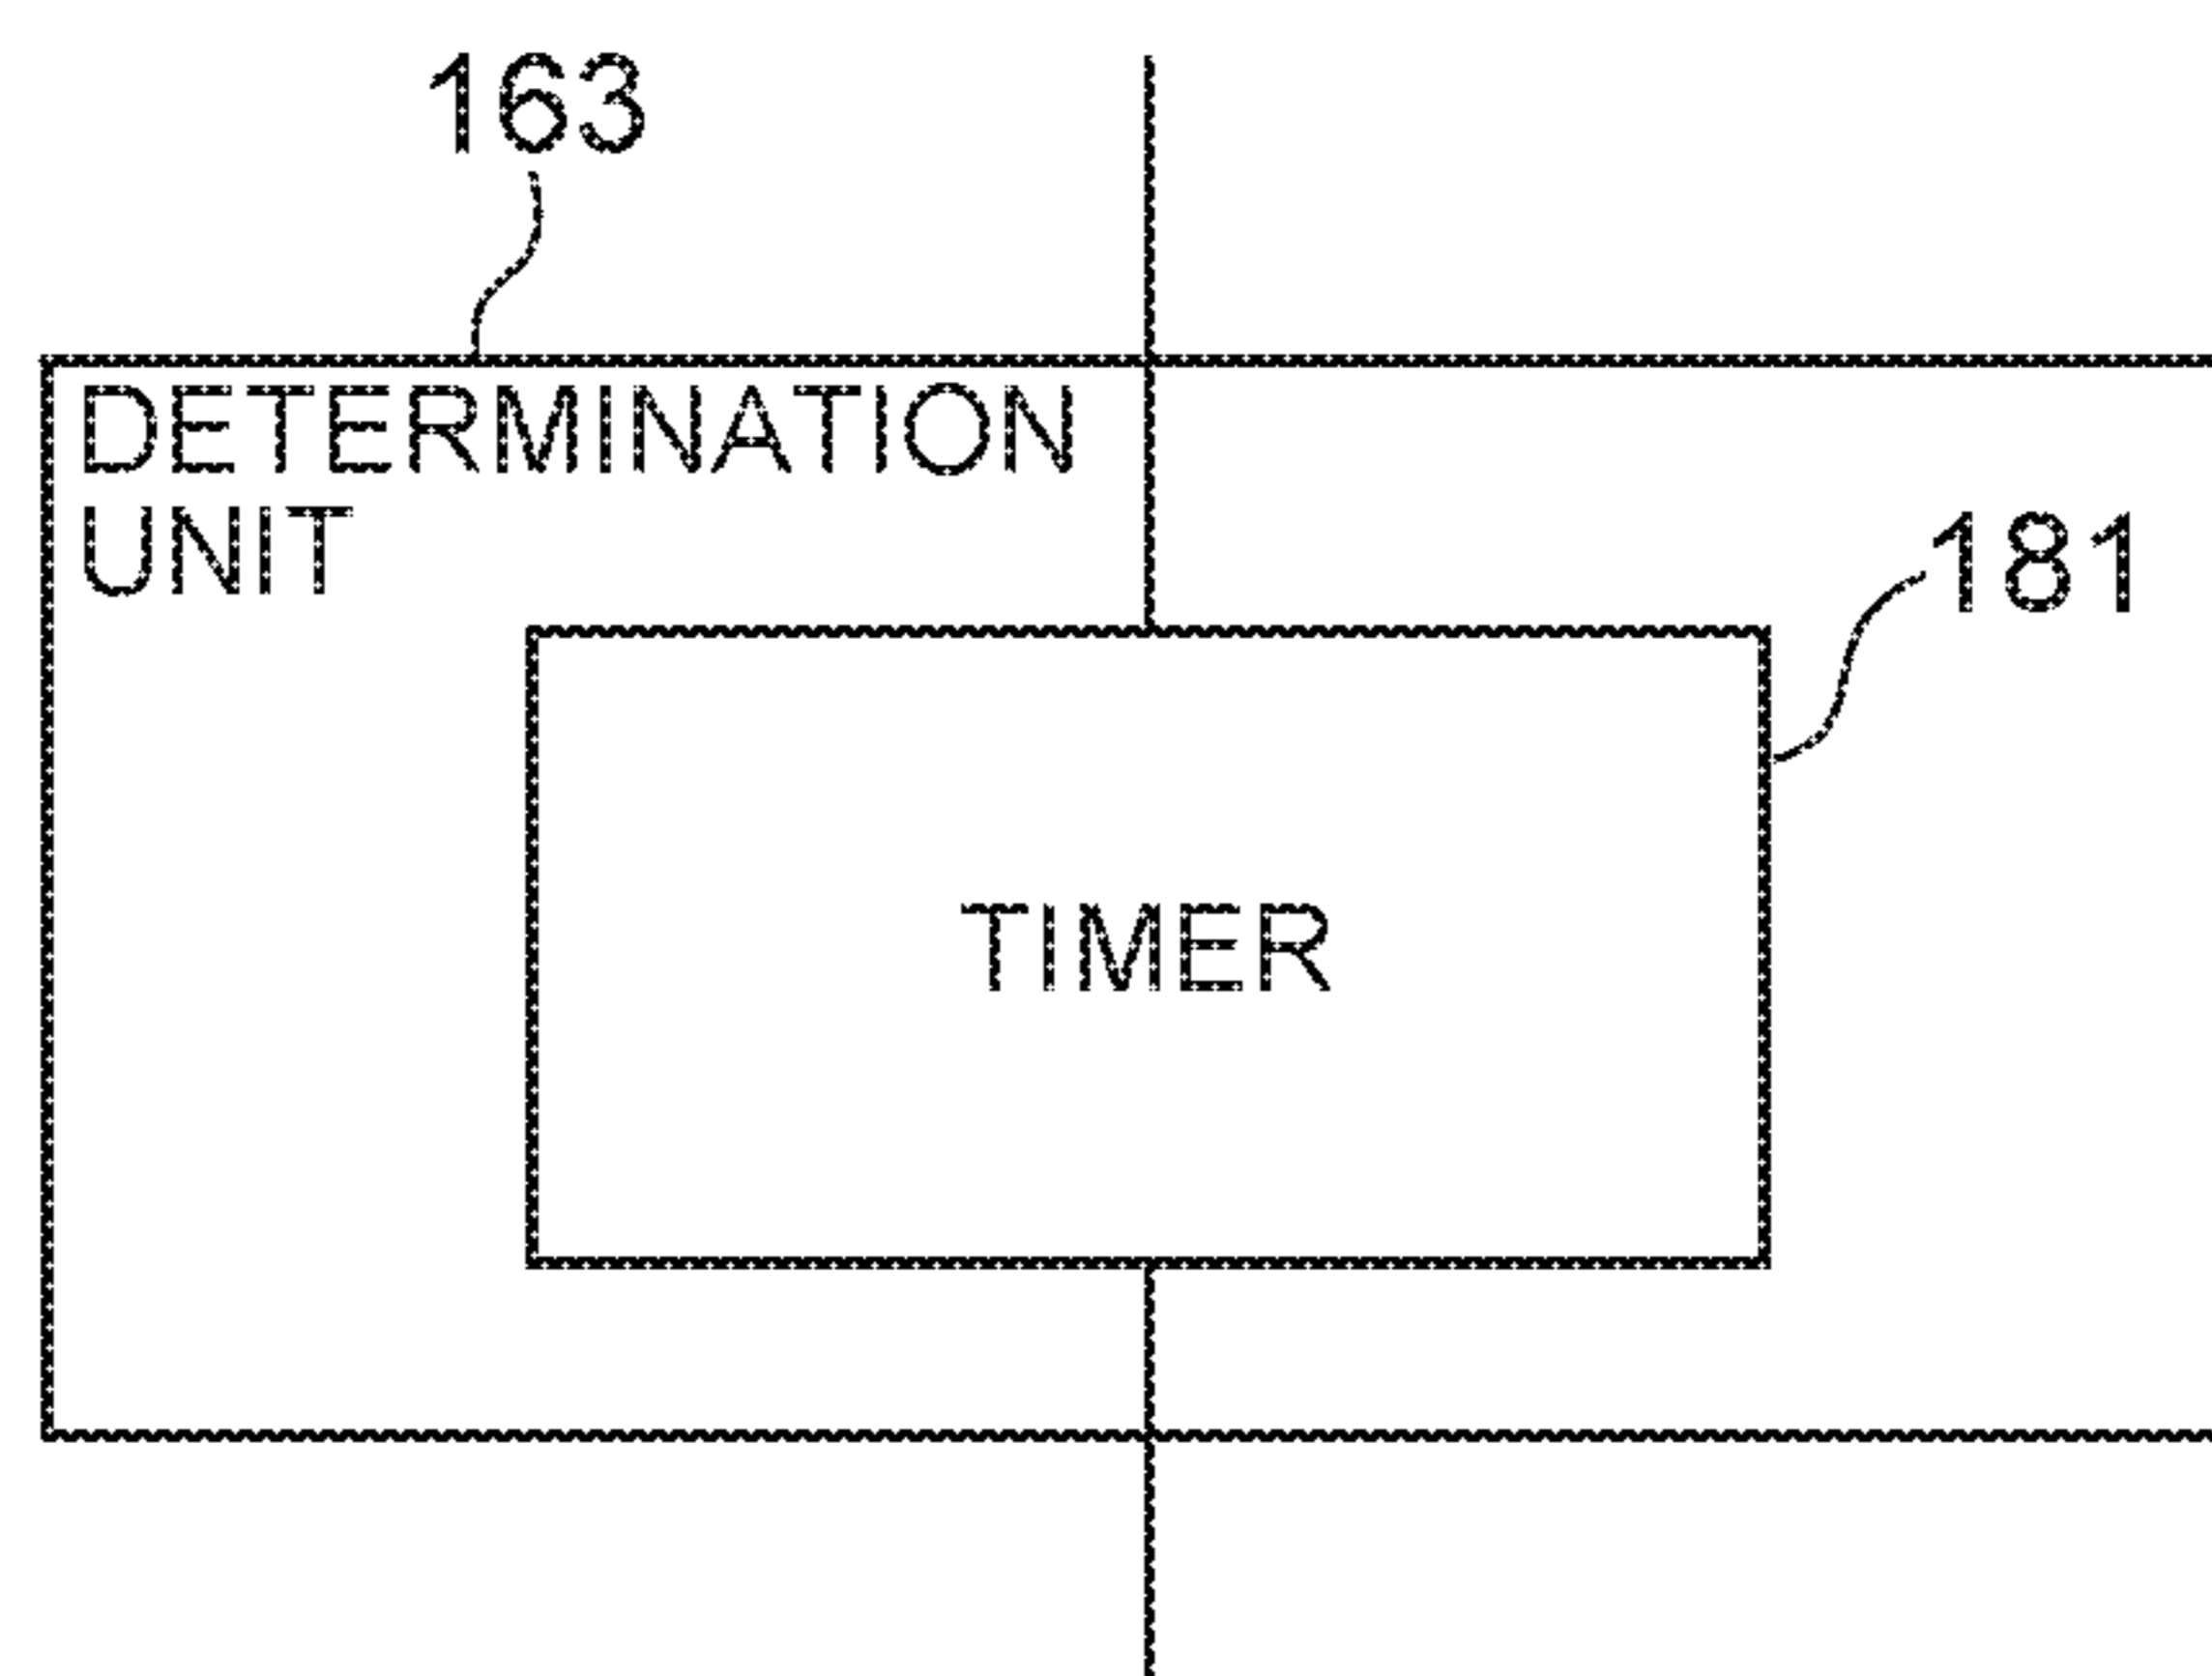 163
DETERMINATION
UNIT
181
TIMER